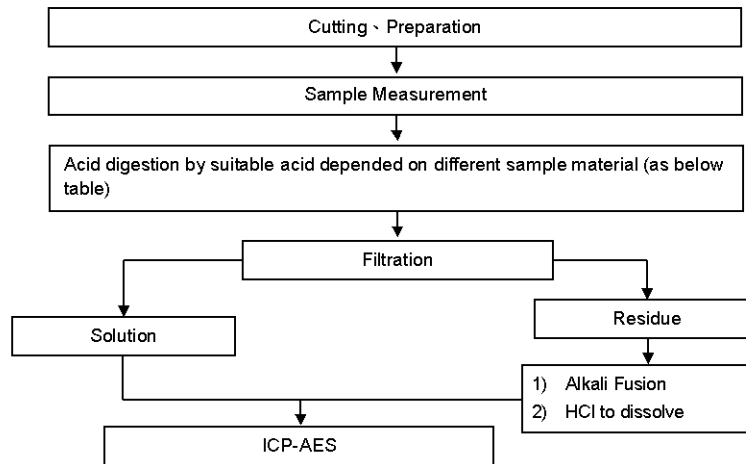 Cutting、Preparation
Sample Measurement
Acid digestion by suitable acid depended on different sample material (as below
table)
Filtration
Solution
Residue
1) Alkali Fusion
2) HCl to dissolve
ICP-AES